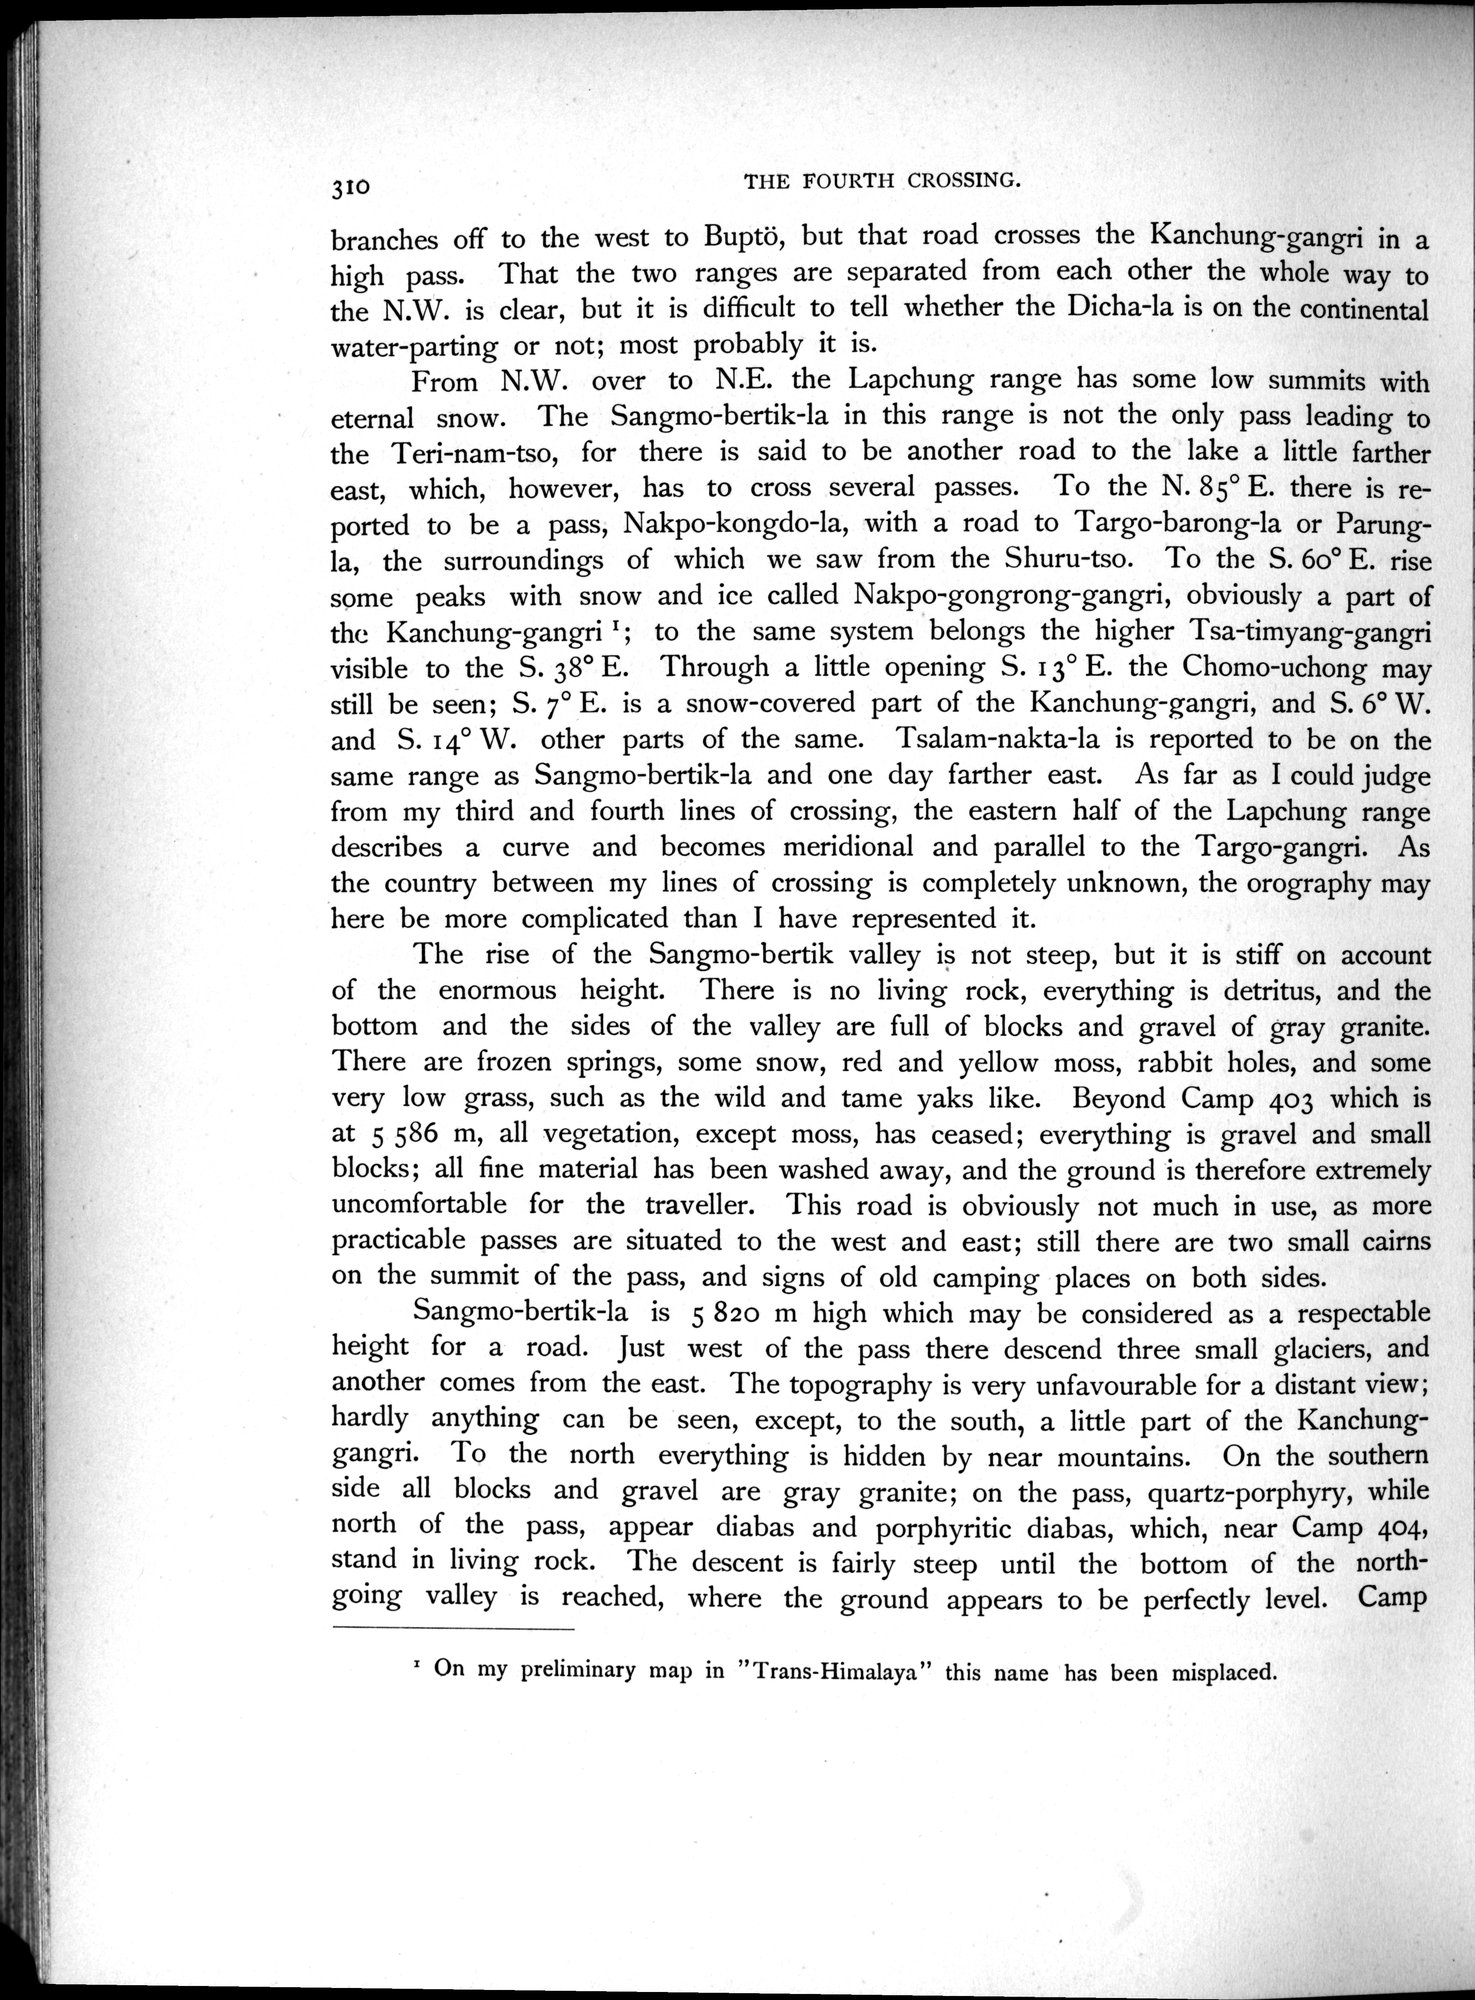 310
THE FOURTH CROSSING.
branches off to the west to Buptö, but that road crosses the Kanchung-gangri in a
high pass. That the two ranges are separated from each other the whole way to
the N.W. is clear, but it is difficult to tell whether the Dicha-la is on the continental
water-parting or not; most probably it is.
From N.W. over to N.E. the Lapchung range has some low summits with
eternal snow. The Sangmo-bertik-la in this range is not the only pass leading to
the Teri-nam-tso, for there is said to be another road to the lake a little farther
east, which, however, has to cross several passes. To the N. 85° E. there is re-
ported to be a pass, Nakpo-kongdo-la, with a road to Targo-barong-la or Parung-
la, the surroundings of which we saw from the Shuru-tso. To the S. 60° E. rise
some peaks with snow and ice called Nakpo-gongrong-gangri, obviously a part of
the Kanchung-gangri ¹; to the same system belongs the higher Tsa-timyang-gangri
visible to the S. 38° E. Through a little opening S. 13° E. the Chomo-uchong may
still be seen; S. 7° E. is a snow-covered part of the Kanchung-gangri, and S. 6° W.
and S. 14° W. other parts of the same. Tsalam-nakta-la is reported to be on the
same range as Sangmo-bertik-la and one day farther east. As far as I could judge
from my third and fourth lines of crossing, the eastern half of the Lapchung range
describes a curve and becomes meridional and parallel to the Targo-gangri. As
the country between my lines of crossing is completely unknown, the orography may
here be more complicated than I have represented it.
The rise of the Sangmo-bertik valley is not steep, but it is stiff on account
of the enormous height. There is no living rock, everything is detritus, and the
bottom and the sides of the valley are full of blocks and gravel of gray granite.
There are frozen springs, some snow, red and yellow moss, rabbit holes, and some
very low grass, such as the wild and tame yaks like. Beyond Camp 403 which is
at 5 586 m, all vegetation, except moss, has ceased; everything is gravel and small
blocks; all fine material has been washed away, and the ground is therefore extremely
uncomfortable for the traveller. This road is obviously not much in use, as more
practicable passes are situated to the west and east; still there are two small cairns
on the summit of the pass, and signs of old camping places on both sides.
Sangmo-bertik-la is 5 820 m high which may be considered as a respectable
height for a road. Just west of the pass there descend three small glaciers, and
another comes from the east. The topography is very unfavourable for a distant view;
hardly anything can be seen, except, to the south, a little part of the Kanchung-
gangri. To the north everything is hidden by near mountains. On the southern
side all blocks and gravel are gray granite; on the pass, quartz-porphyry, while
north of the pass, appear diabas and porphyritic diabas, which, near Camp 404,
stand in living rock. The descent is fairly steep until the bottom of the north-
going valley is reached, where the ground appears to be perfectly level. Camp
¹ On my preliminary map in ”Trans-Himalaya” this name has been misplaced.